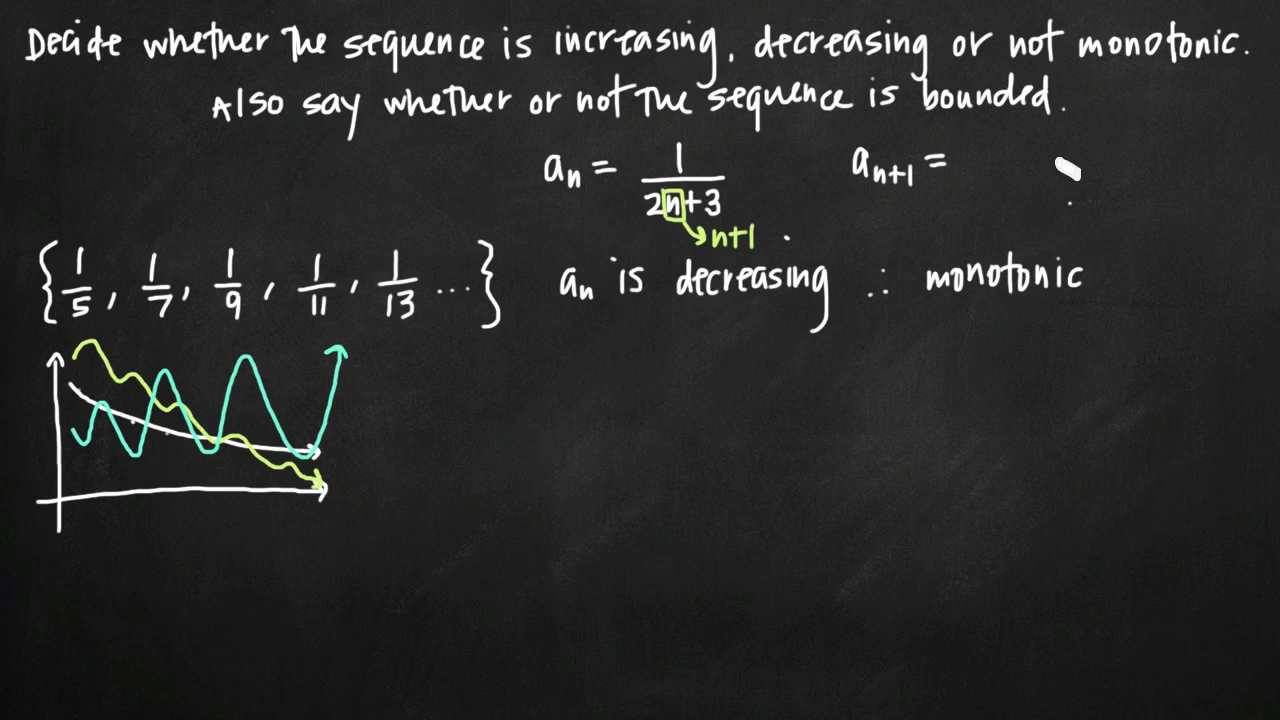 Decide whether the sequence is increasing, decreasing or not monotonic.
Also say whether or not the sequence is bounded.
aₙ = 1/(2n+3)    aₙ₊₁ =
n+1
{1/5, 1/7, 1/9, 1/11, 1/13 ...}    aₙ is decreasing ∴ monotonic